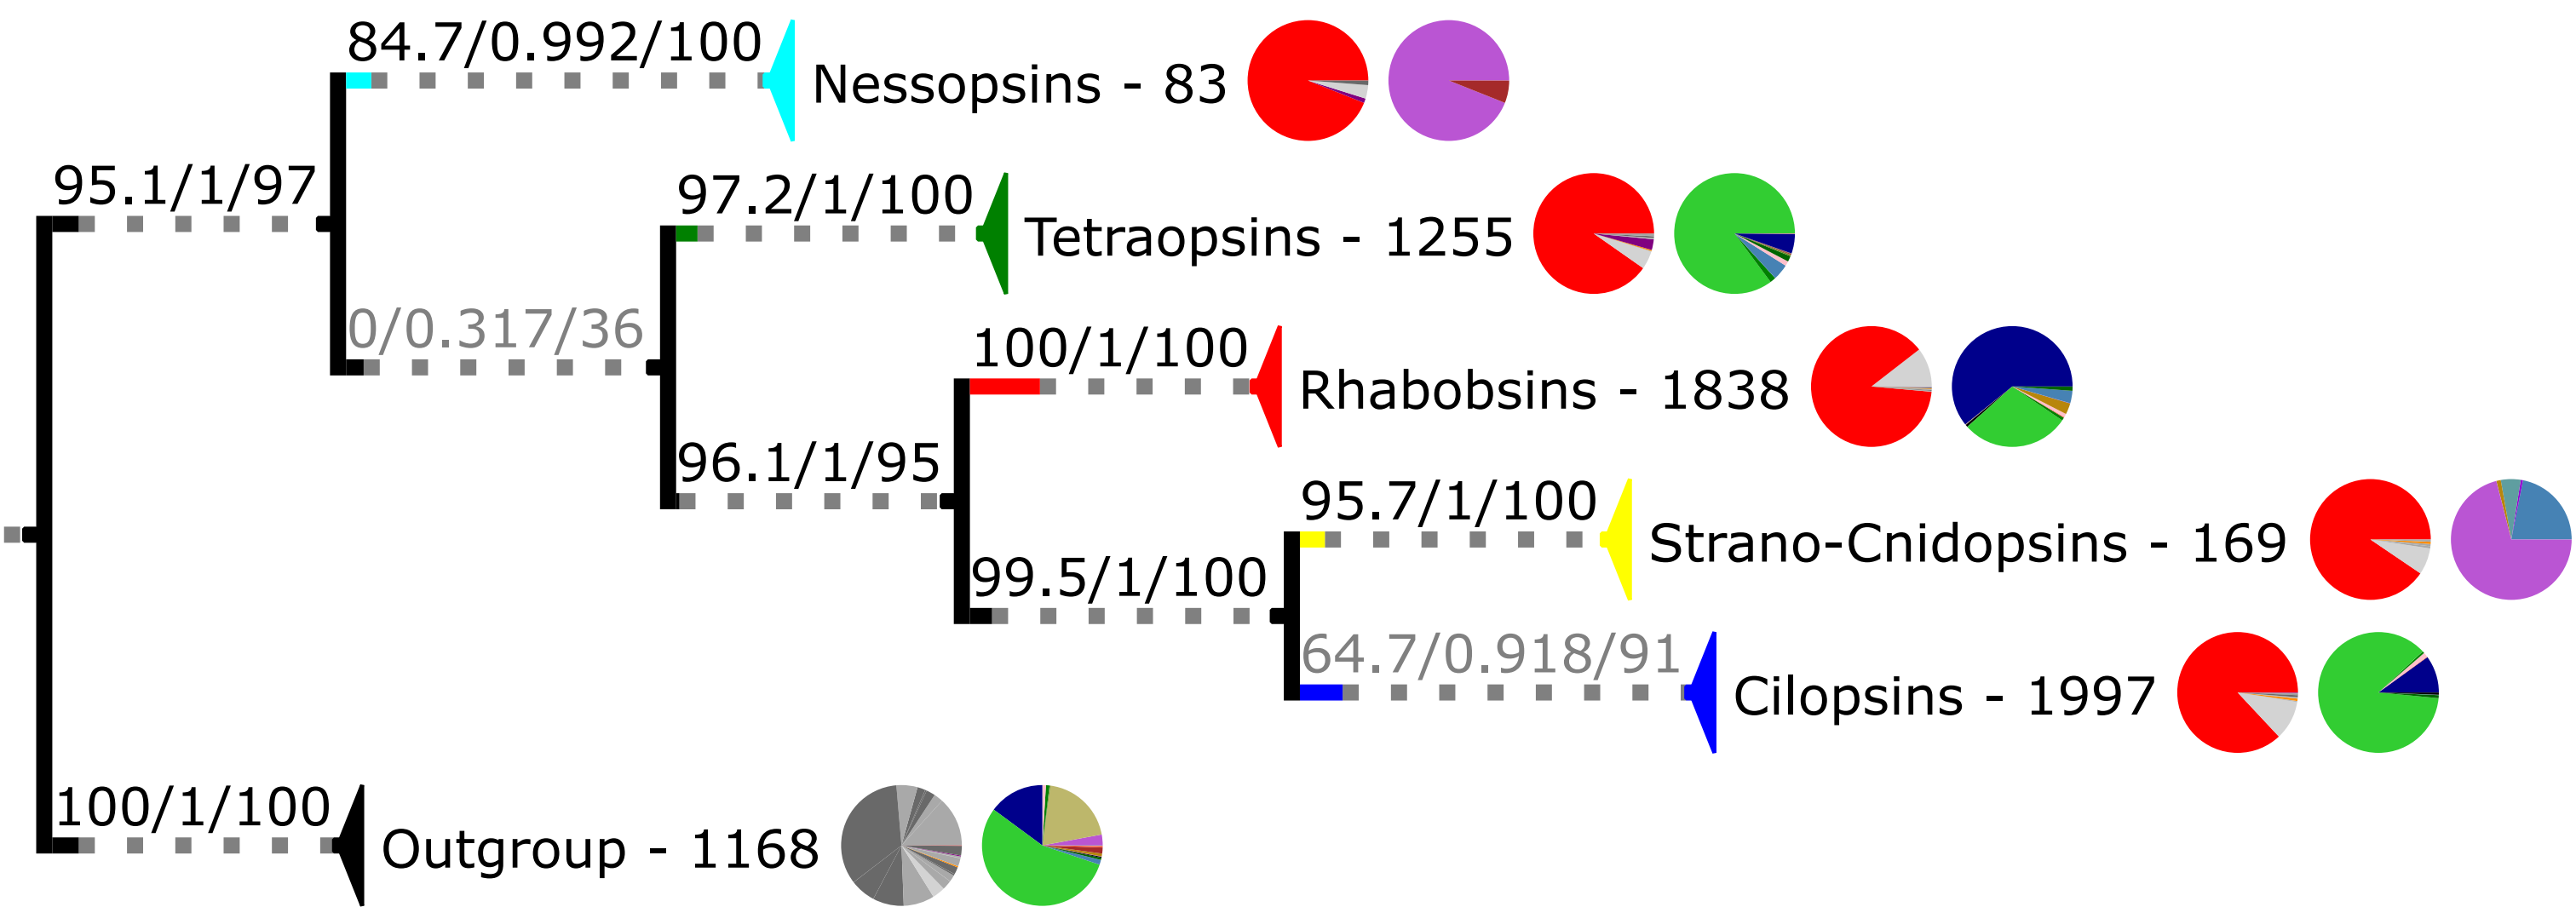 84.7/0.992/100
Nessopsins - 83
95.1/1/97
97.2/1/100
Tetraopsins - 1255
0/0.317/36
100/1/100
Rhabobsins - 1838
96.1/1/95
95.7/1/100
Strano-Cnidopsins - 169
99.5/1/100
64.7/0.918/91
Cilopsins - 1997
100/1/100
Outgroup - 1168